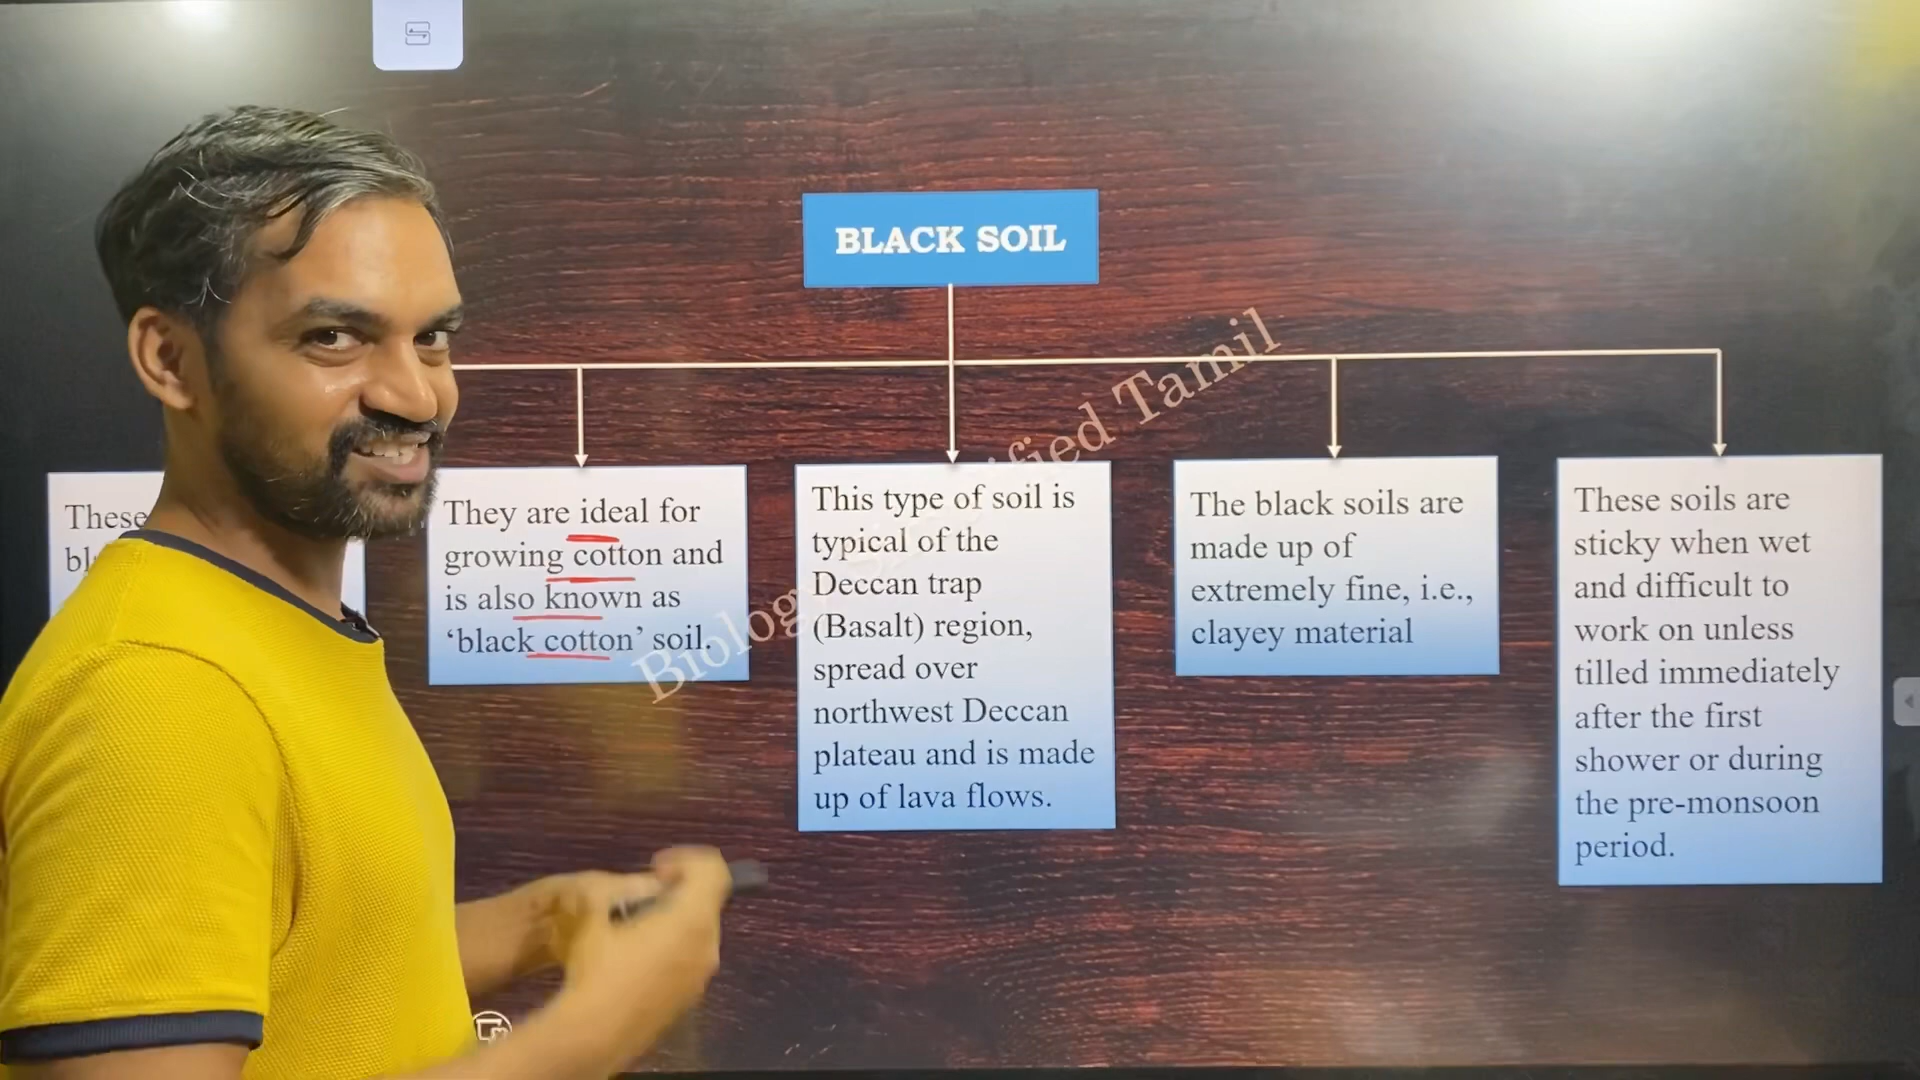 BLACK SOIL
These
They are ideal for
growing cotton and
is also known as
‘black cotton’ soil.
This type of soil is
typical of the
Deccan trap
(Basalt) region,
spread over
northwest Deccan
plateau and is made
up of lava flows.
The black soils are
made up of
extremely fine, i.e.,
clayey material
These soils are
sticky when wet
and difficult to
work on unless
tilled immediately
after the first
shower or during
the pre-monsoon
period.
Biology Tamil